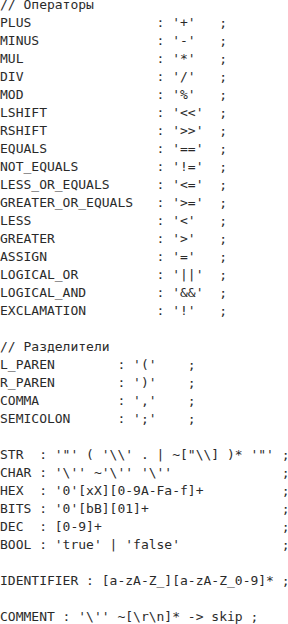 // Операторы
PLUS : '+' ;
MINUS : '-' ;
MUL : '*' ;
DIV : '/' ;
MOD : '%' ;
LSHIFT : '<<' ;
RSHIFT : '>>' ;
EQUALS : '==' ;
NOT_EQUALS : '!=' ;
LESS_OR_EQUALS : '<=' ;
GREATER_OR_EQUALS : '>=' ;
LESS : '<' ;
GREATER : '>' ;
ASSIGN : '=' ;
LOGICAL_OR : '||' ;
LOGICAL_AND : '&&' ;
EXCLAMATION : '!' ;
// Разделители
L_PAREN : '(' ;
R_PAREN : ')' ;
COMMA : ',' ;
SEMICOLON : ';' ;
STR : '"' ( '\\' . | ~["\\] )* '"' ;
CHAR : '\'' ~'\'' '\'' ;
HEX : '0'[xX][0-9A-Fa-f]+ ;
BITS : '0'[bB][01]+ ;
DEC : [0-9]+ ;
BOOL : 'true' | 'false' ;
IDENTIFIER : [a-zA-Z_][a-zA-Z_0-9]* ;
COMMENT : '\'' ~[\r\n]* -> skip ;